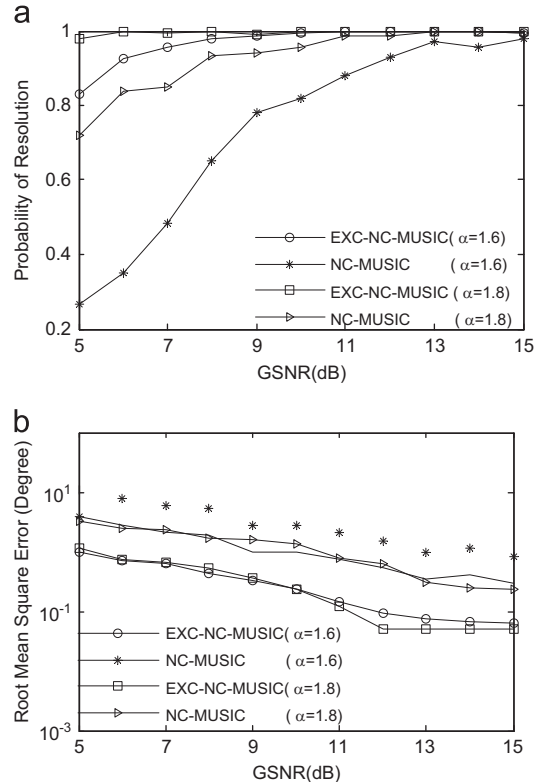 a
1
0.8
0.6
0.4
0.2
Probability of Resolution
EXC-NC-MUSIC( α=1.6)
NC-MUSIC ( α=1.6)
EXC-NC-MUSIC( α=1.8)
NC-MUSIC ( α=1.8)
5 7 9 11 13 15
GSNR(dB)
b
10^1
10^-1
10^-3
Root Mean Square Error (Degree)
EXC-NC-MUSIC( α=1.6)
NC-MUSIC ( α=1.6)
EXC-NC-MUSIC( α=1.8)
NC-MUSIC ( α=1.8)
5 7 9 11 13 15
GSNR(dB)